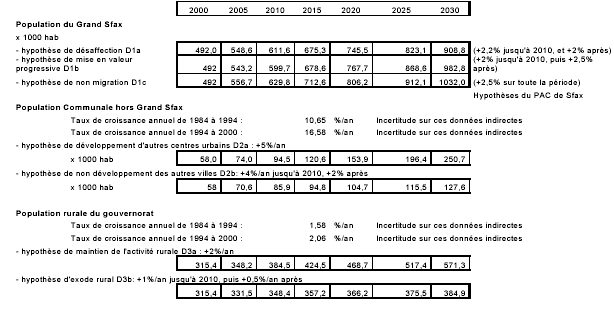 2000 2005 2010 2015 2020 2025 2030
Population du Grand Sfax
x 1000 hab
- hypothèse de désaffection D1a 492,0 548,6 611,6 675,3 745,5 823,1 908,8 (+2,2% jusqu'à 2010, et +2% après)
- hypothèse de mise en valeur progressive D1b 492 543,2 599,7 678,6 767,7 868,6 982,8 (+2% jusqu'à 2010, puis +2,5% après)
- hypothèse de non migration D1c 492 556,7 629,8 712,6 806,2 912,1 1032,0 (+2,5% sur toute la période)
Hypothèses du PAC de Sfax
Population Communale hors Grand Sfax
Taux de croissance annuel de 1984 à 1994 : 10,65 %/an Incertitude sur ces données indirectes
Taux de croissance annuel de 1994 à 2000 : 16,58 %/an Incertitude sur ces données indirectes
- hypothèse de développement d'autres centres urbains D2a : +5%/an
x 1000 hab 58,0 74,0 94,5 120,6 153,9 196,4 250,7
- hypothèse de non développement des autres villes D2b: +4%/an jusqu'à 2010, +2% après
x 1000 hab 58 70,6 85,9 94,8 104,7 115,5 127,6
Population rurale du gouvernorat
Taux de croissance annuel de 1984 à 1994 : 1,58 %/an Incertitude sur ces données indirectes
Taux de croissance annuel de 1994 à 2000 : 2,06 %/an Incertitude sur ces données indirectes
- hypothèse de maintien de l'activité rurale D3a : +2%/an
315,4 348,2 384,5 424,5 468,7 517,4 571,3
- hypothèse d'exode rural D3b: +1%/an jusqu'à 2010, puis +0,5%/an après
315,4 331,5 348,4 357,2 366,2 375,5 384,9